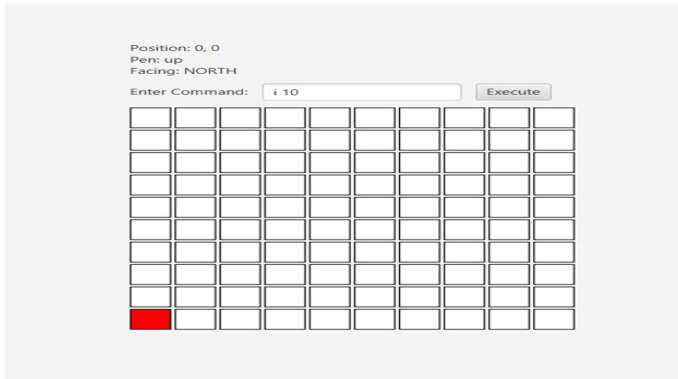 Position: 0, 0
Pen: up
Facing: NORTH
Enter Command: i 10 Execute